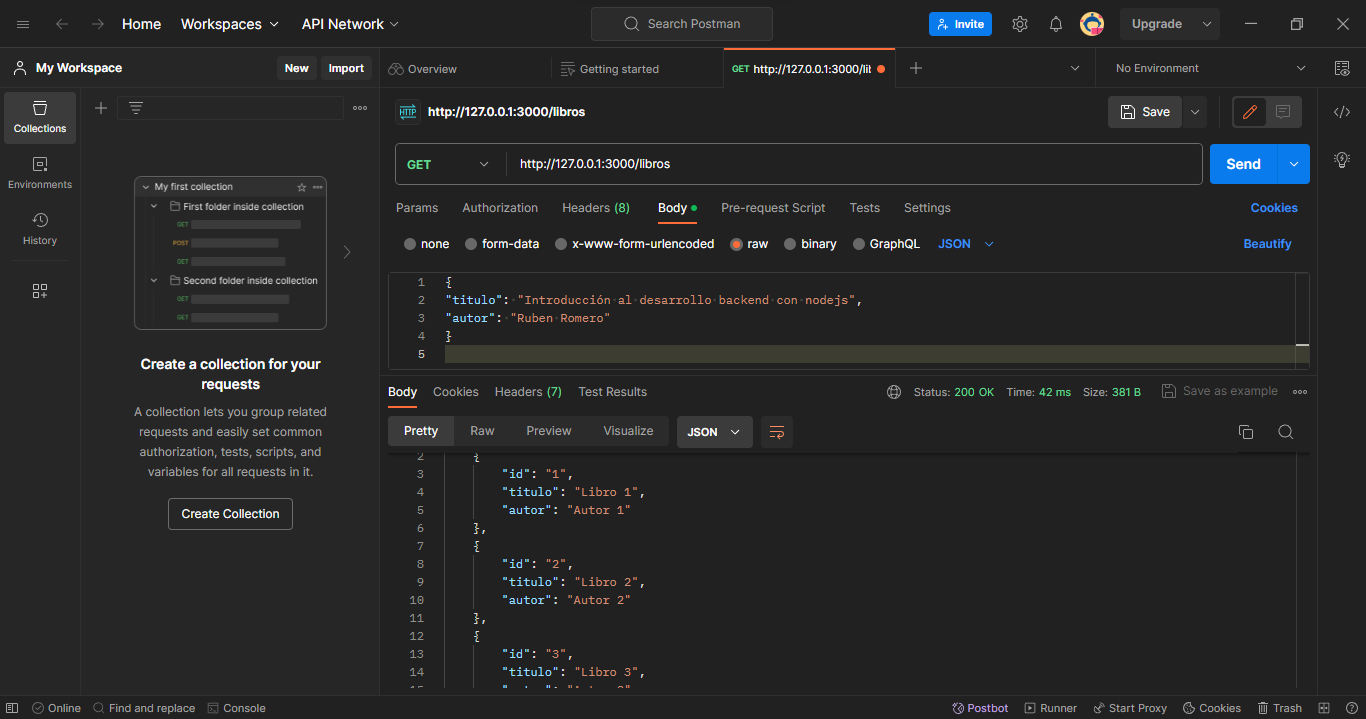 Home Workspaces API Network Search Postman Invite Upgrade
My Workspace New Import Overview Getting started GET http://127.0.0.1:3000/lib No Environment
Collections
Environments
History
My first collection
First folder inside collection
GET
POST
GET
Second folder inside collection
GET
GET
Create a collection for your
requests
A collection lets you group related
requests and easily set common
authorization, tests, scripts, and
variables for all requests in it.
Create Collection
HTTP http://127.0.0.1:3000/libros Save
GET http://127.0.0.1:3000/libros Send
Params Authorization Headers (8) Body Pre-request Script Tests Settings Cookies
none form-data x-www-form-urlencoded raw binary GraphQL JSON Beautify
1 {
2 "titulo": "Introducción al desarrollo backend con nodejs",
3 "autor": "Ruben Romero"
4 }
5
Body Cookies Headers (7) Test Results Status: 200 OK Time: 42 ms Size: 381 B Save as example
Pretty Raw Preview Visualize JSON
2 {
3 "id": "1",
4 "titulo": "Libro 1",
5 "autor": "Autor 1"
6 },
7 {
8 "id": "2",
9 "titulo": "Libro 2",
10 "autor": "Autor 2"
11 },
12 {
13 "id": "3",
14 "titulo": "Libro 3",
Online Find and replace Console Postbot Runner Start Proxy Cookies Trash